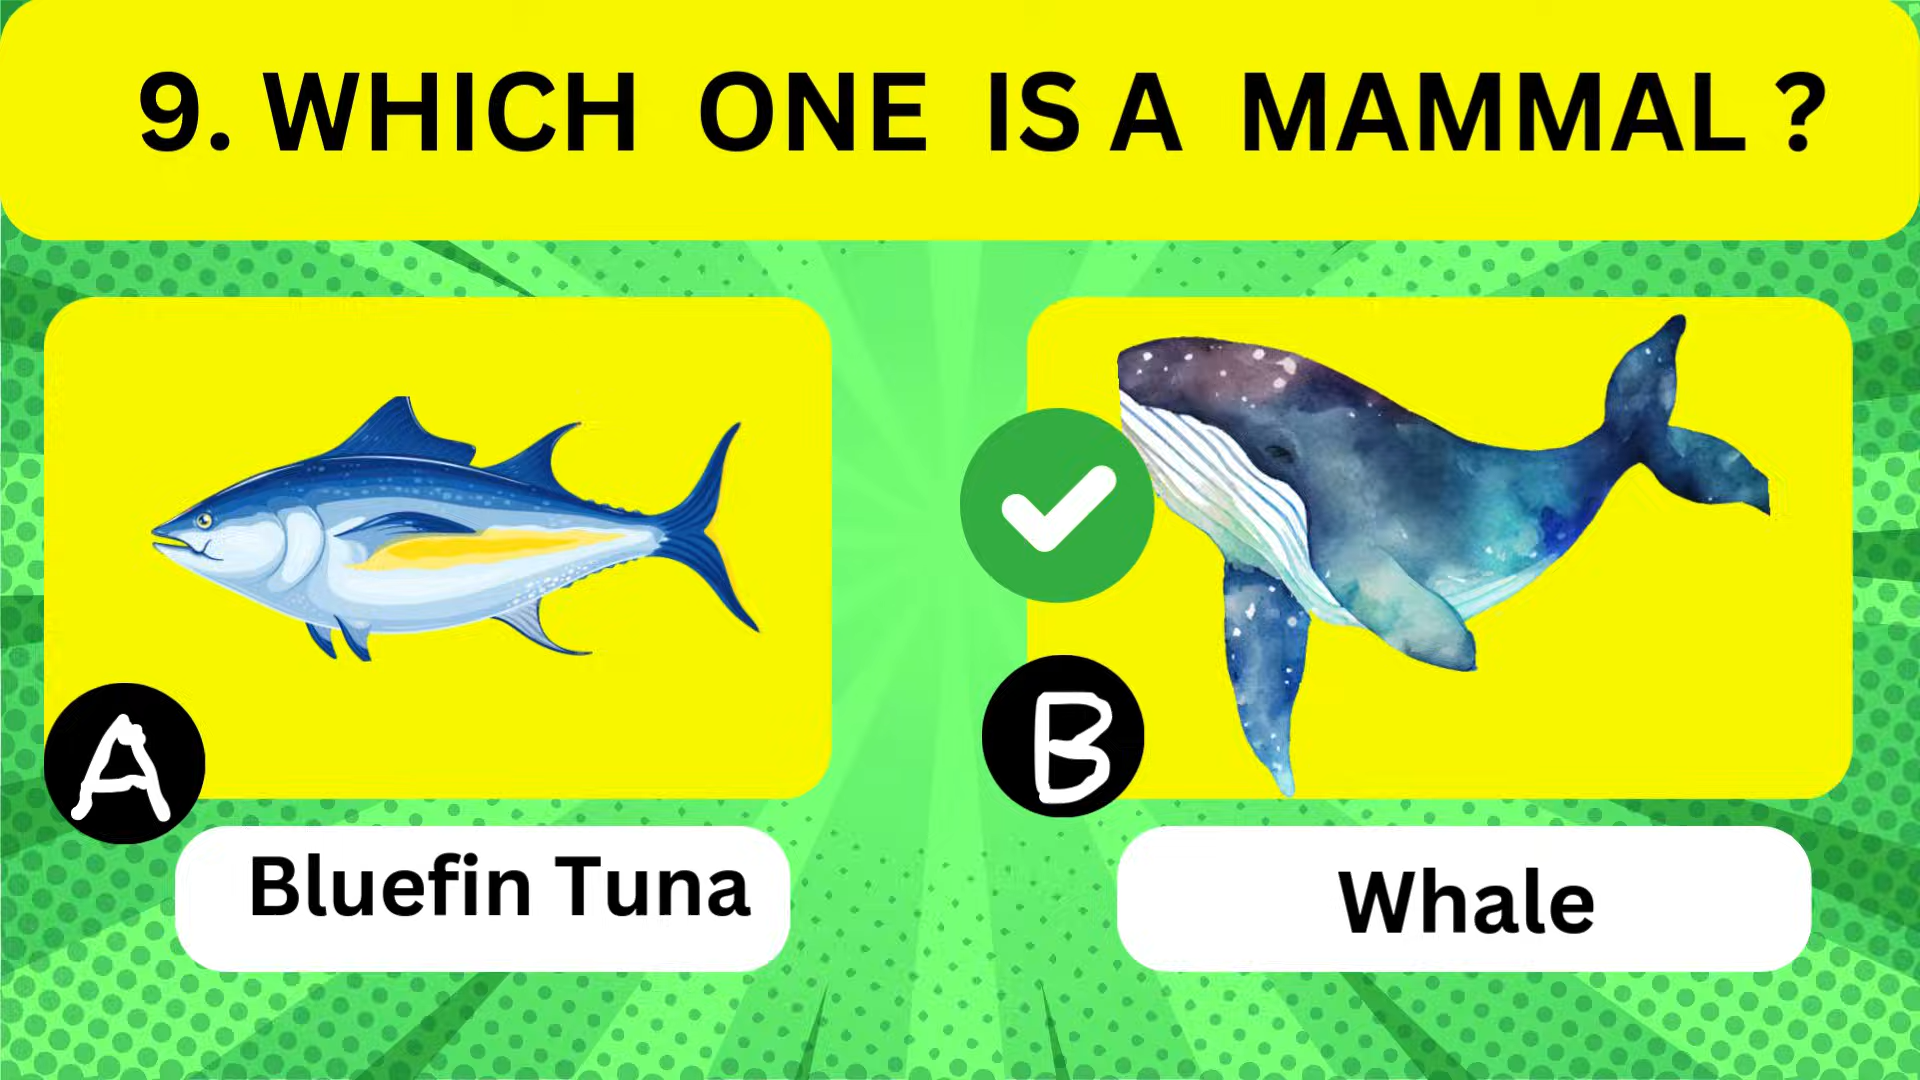 9. WHICH ONE IS A MAMMAL ?
A
B
Bluefin Tuna
Whale